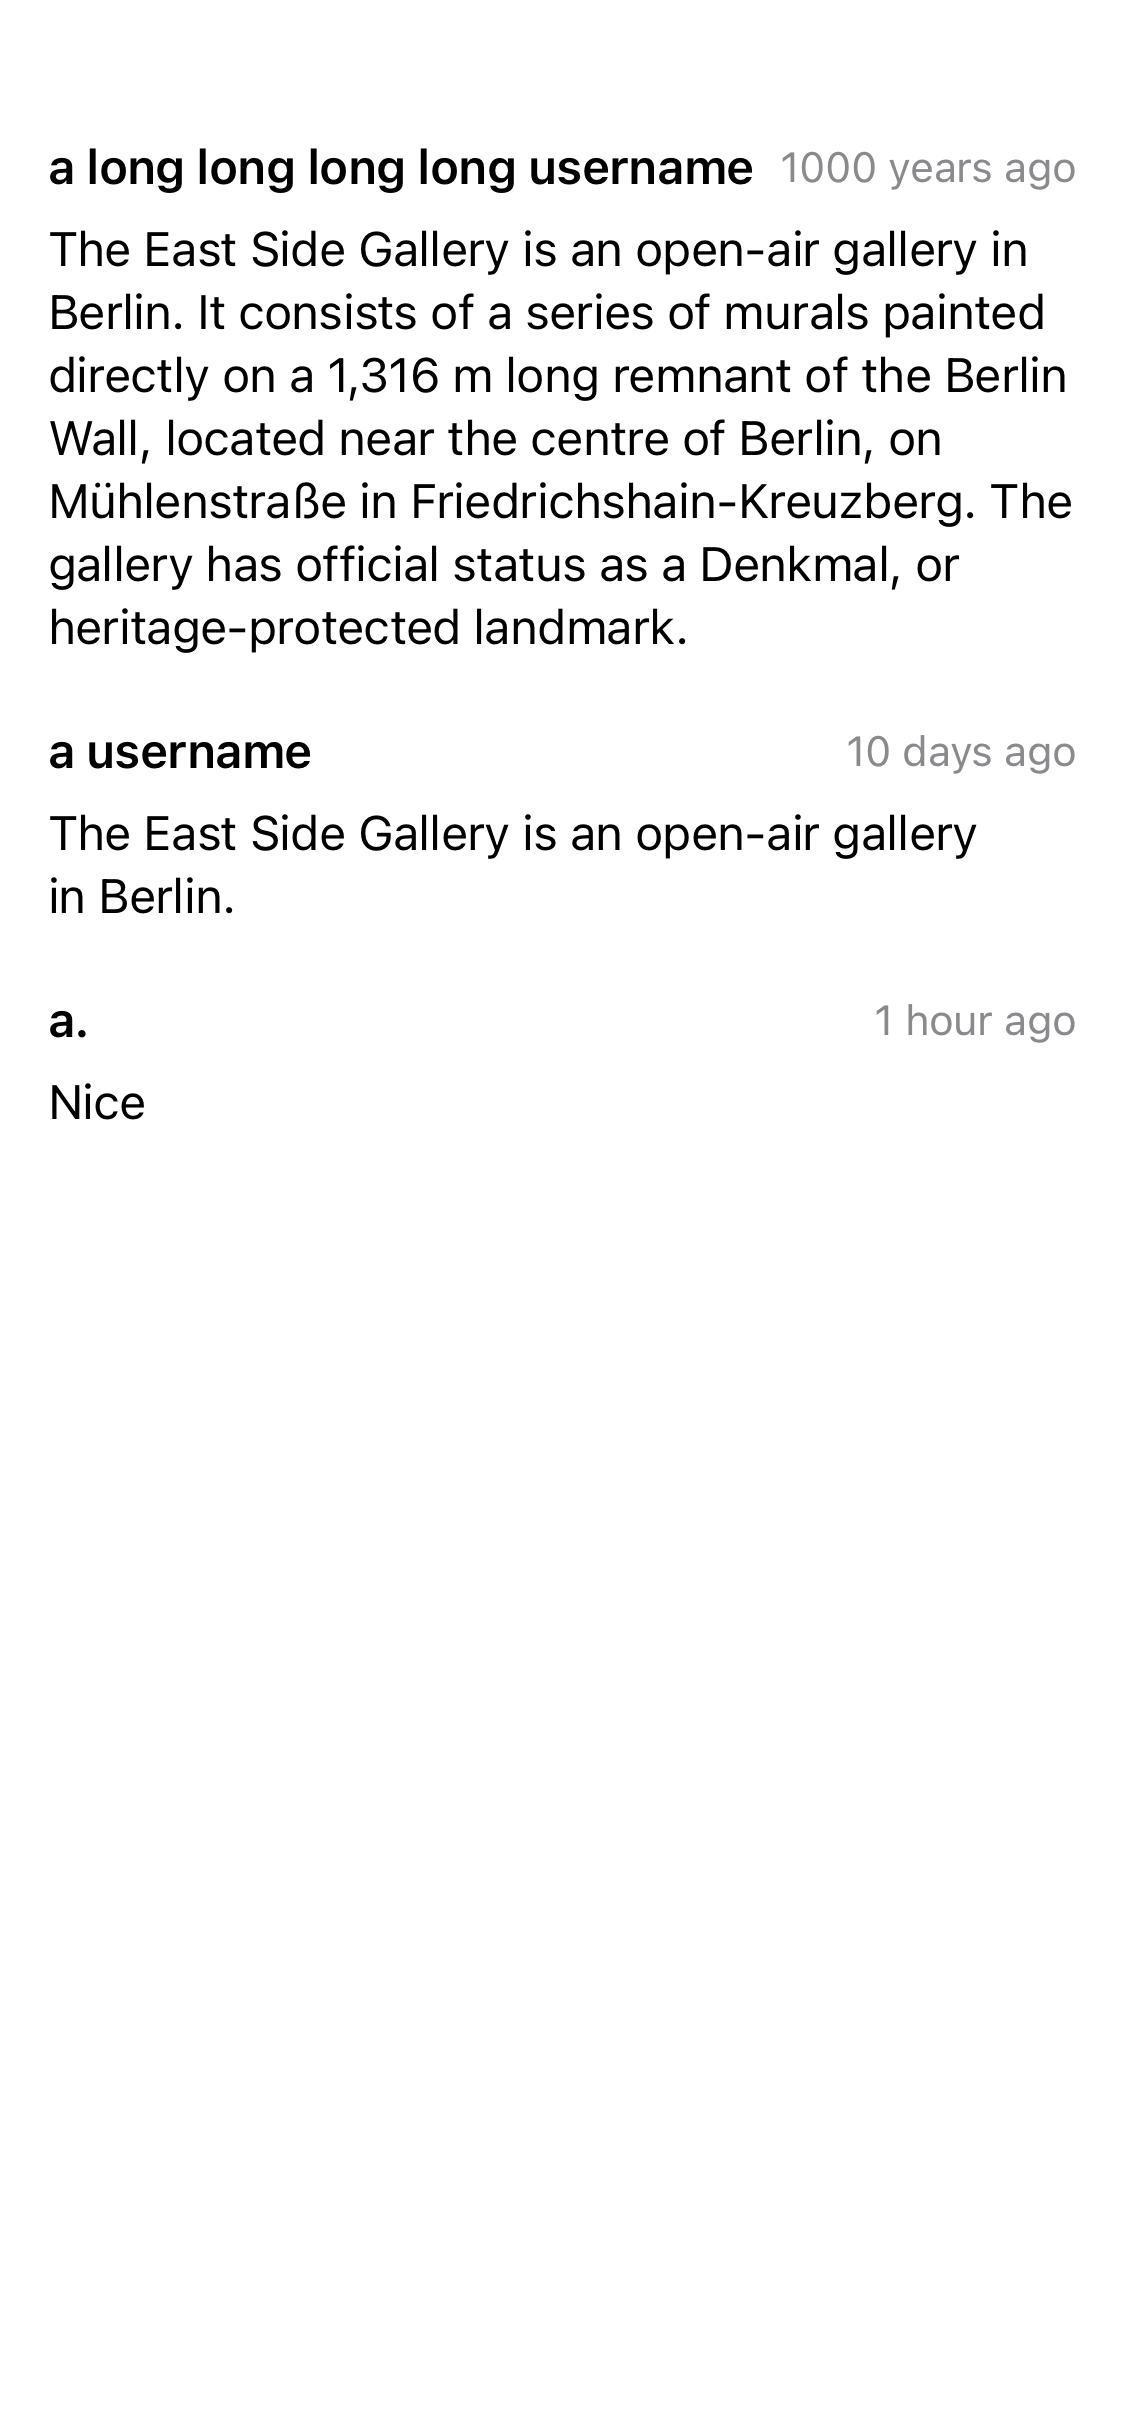 a long long long long username 1000 years ago
The East Side Gallery is an open-air gallery in
Berlin. It consists of a series of murals painted
directly on a 1,316 m long remnant of the Berlin
Wall, located near the centre of Berlin, on
Mühlenstraße in Friedrichshain-Kreuzberg. The
gallery has official status as a Denkmal, or
heritage-protected landmark.
a username 10 days ago
The East Side Gallery is an open-air gallery
in Berlin.
a. 1 hour ago
Nice